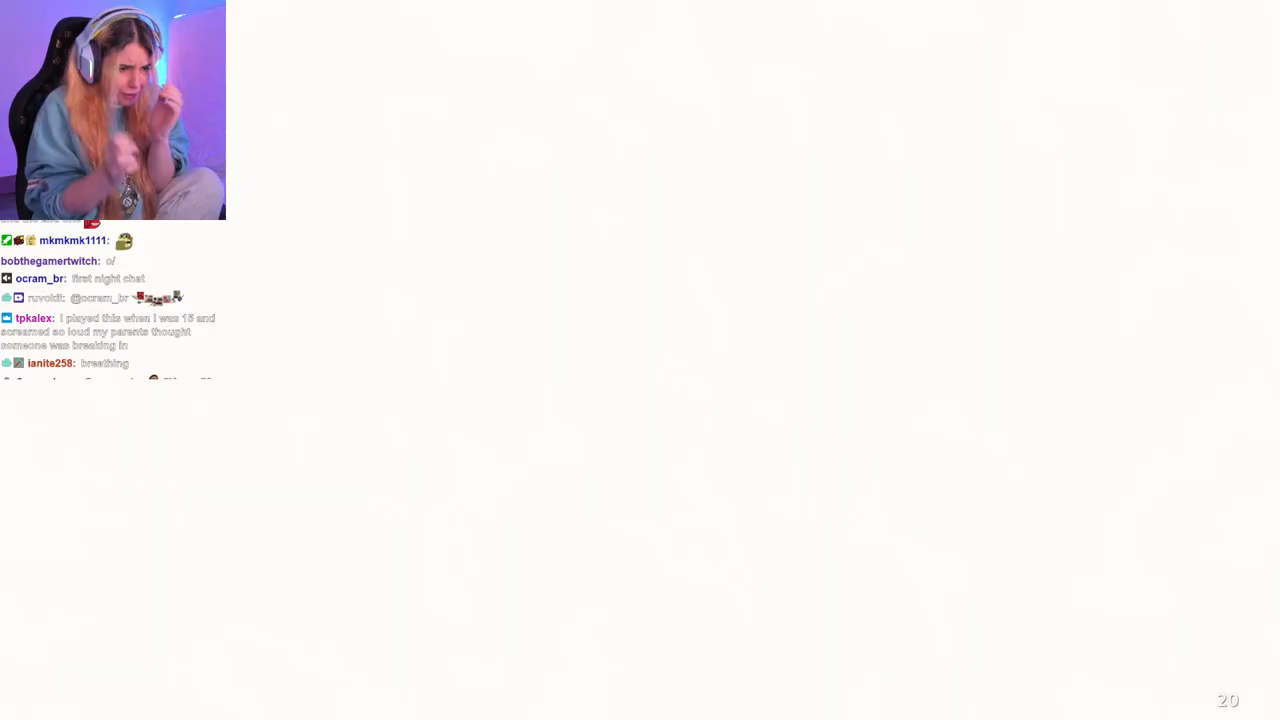 mkmkmk1111:
bobthegamertwitch: o/
ocram_br: first night chat
ruvokii: @ocram_br
tpkalex: I played this when I was 15 and
screamed so loud my parents thought
someone was breaking in
ianite258: breathing
20